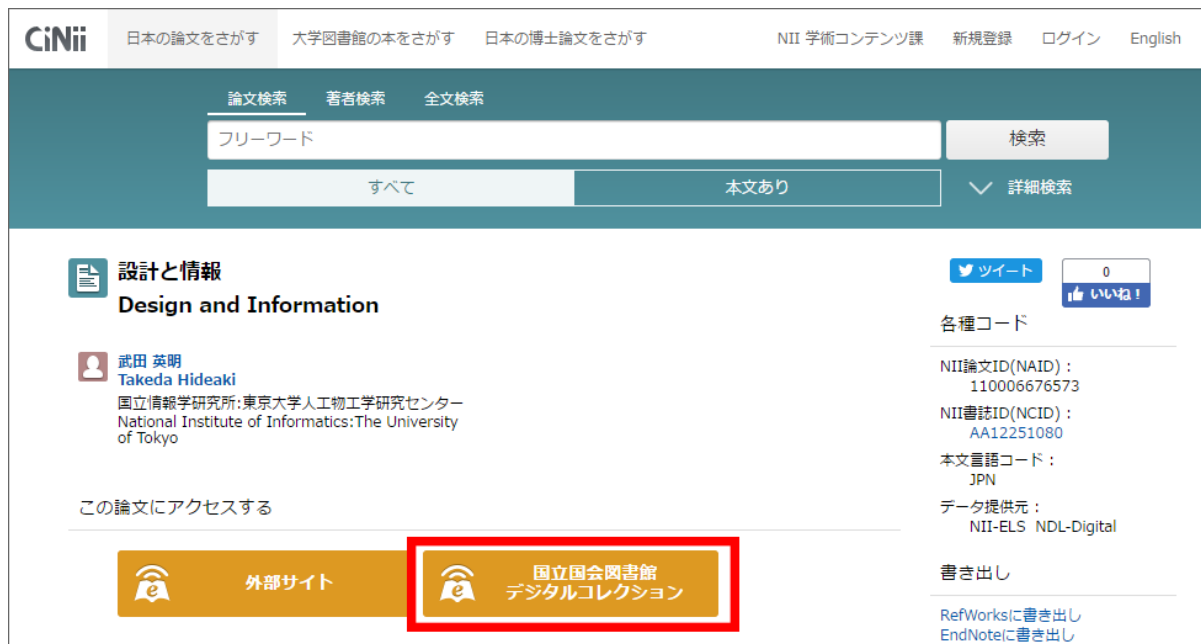 CiNii 日本の論文をさがす 大学図書館の本をさがす 日本の博士論文をさがす NII 学術コンテンツ課 新規登録 ログイン English
論文検索 著者検索 全文検索
フリーワード 検索
すべて 本文あり 詳細検索
設計と情報
Design and Information
武田 英明
Takeda Hideaki
国立情報学研究所:東京大学人工物工学研究センター
National Institute of Informatics:The University
of Tokyo
この論文にアクセスする
外部サイト
国立国会図書館
デジタルコレクション
ツイート
0
いいね!
各種コード
NII論文ID(NAID):
110006676573
NII書誌ID(NCID):
AA12251080
本文言語コード:
JPN
データ提供元:
NII-ELS NDL-Digital
書き出し
RefWorksに書き出し
EndNoteに書き出し